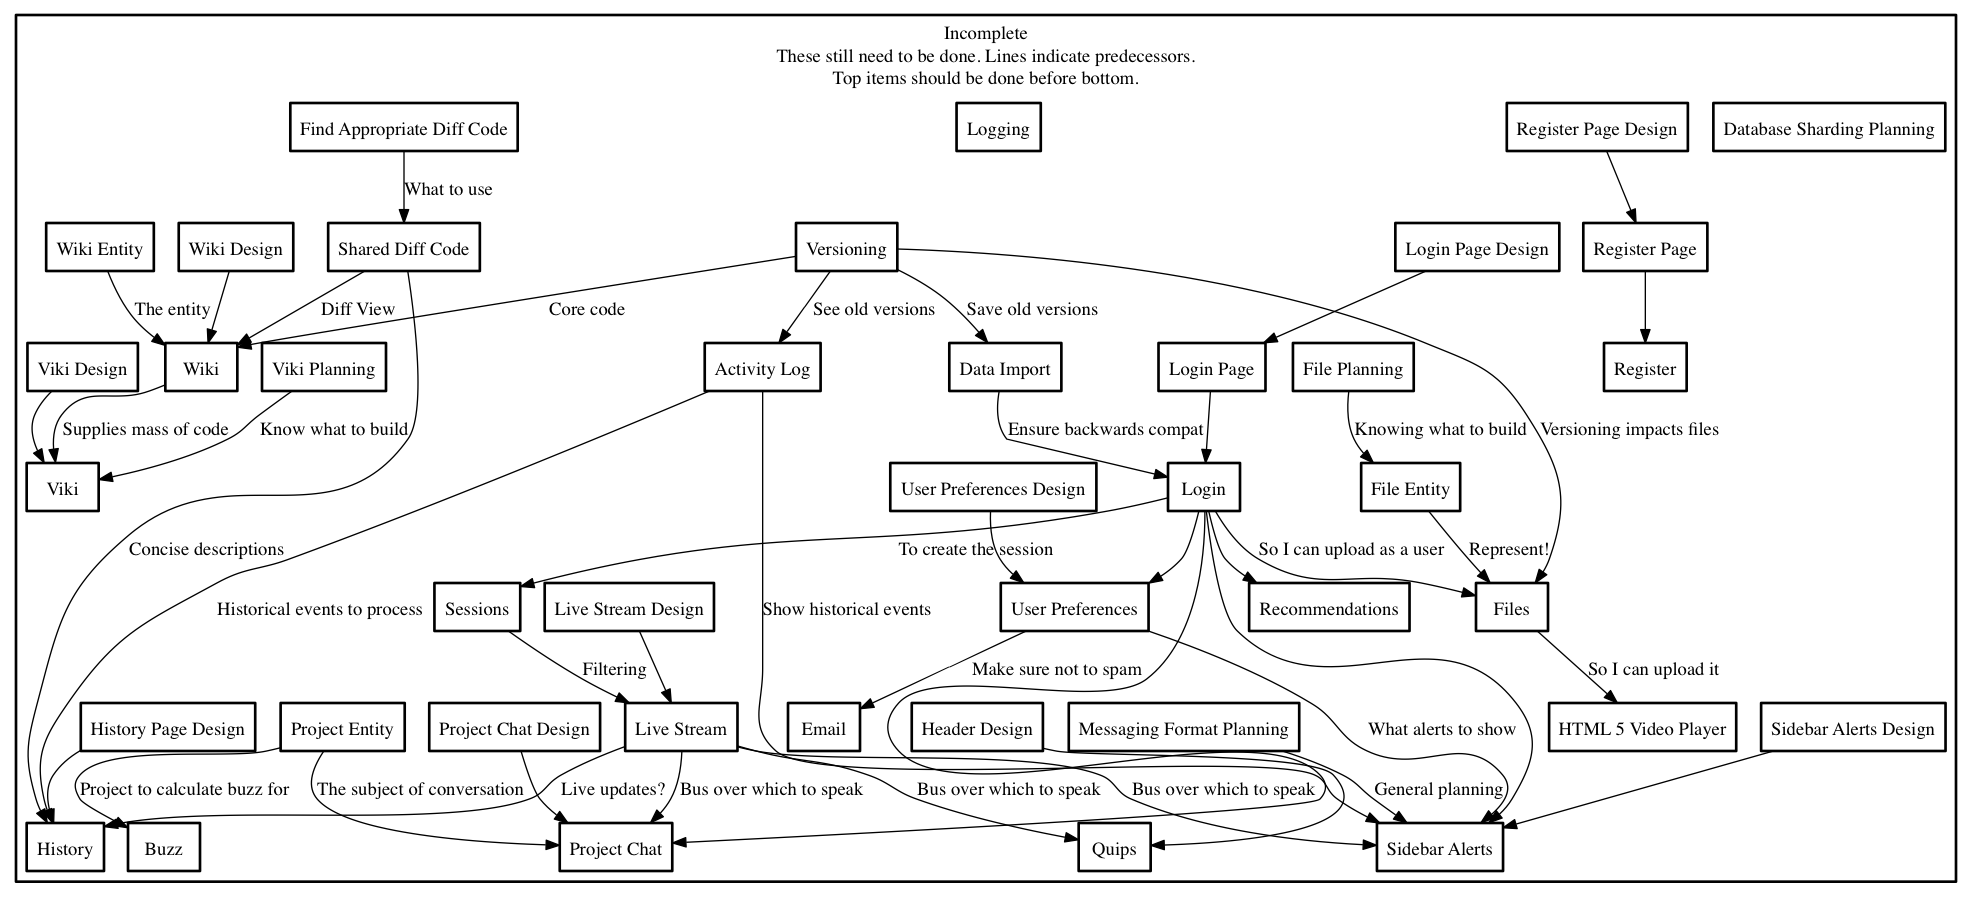 Incomplete
These still need to be done. Lines indicate predecessors.
Top items should be done before bottom.
Find Appropriate Diff Code
Logging
Register Page Design
Database Sharding Planning
What to use
Wiki Entity
Wiki Design
Shared Diff Code
Versioning
Login Page Design
Register Page
The entity
Diff View
Core code
See old versions
Save old versions
Viki Design
Wiki
Viki Planning
Activity Log
Data Import
Login Page
File Planning
Register
Supplies mass of code
Know what to build
Ensure backwards compat
Knowing what to build
Versioning impacts files
Viki
User Preferences Design
Login
File Entity
Concise descriptions
To create the session
So I can upload as a user
Represent!
Historical events to process
Sessions
Live Stream Design
Show historical events
User Preferences
Recommendations
Files
Filtering
Make sure not to spam
So I can upload it
History Page Design
Project Entity
Project Chat Design
Live Stream
Email
Header Design
Messaging Format Planning
What alerts to show
HTML 5 Video Player
Sidebar Alerts Design
Project to calculate buzz for
The subject of conversation
Live updates?
Bus over which to speak
Bus over which to speak
Bus over which to speak
General planning
History
Buzz
Project Chat
Quips
Sidebar Alerts